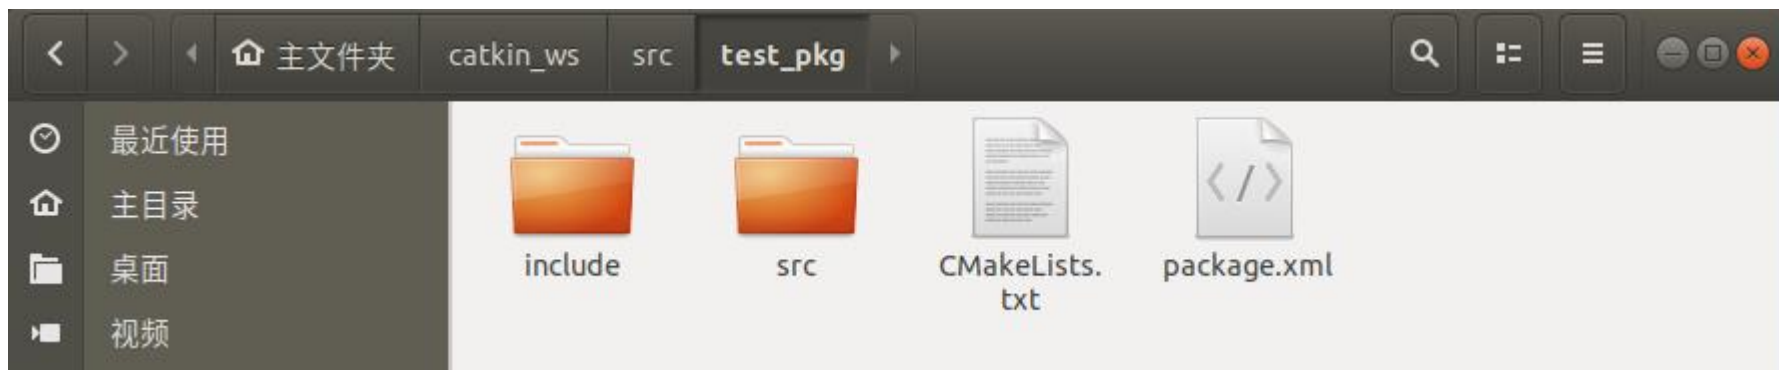 主文件夹 catkin_ws src test_pkg
最近使用
主目录
桌面
视频
include src CMakeLists. package.xml
txt